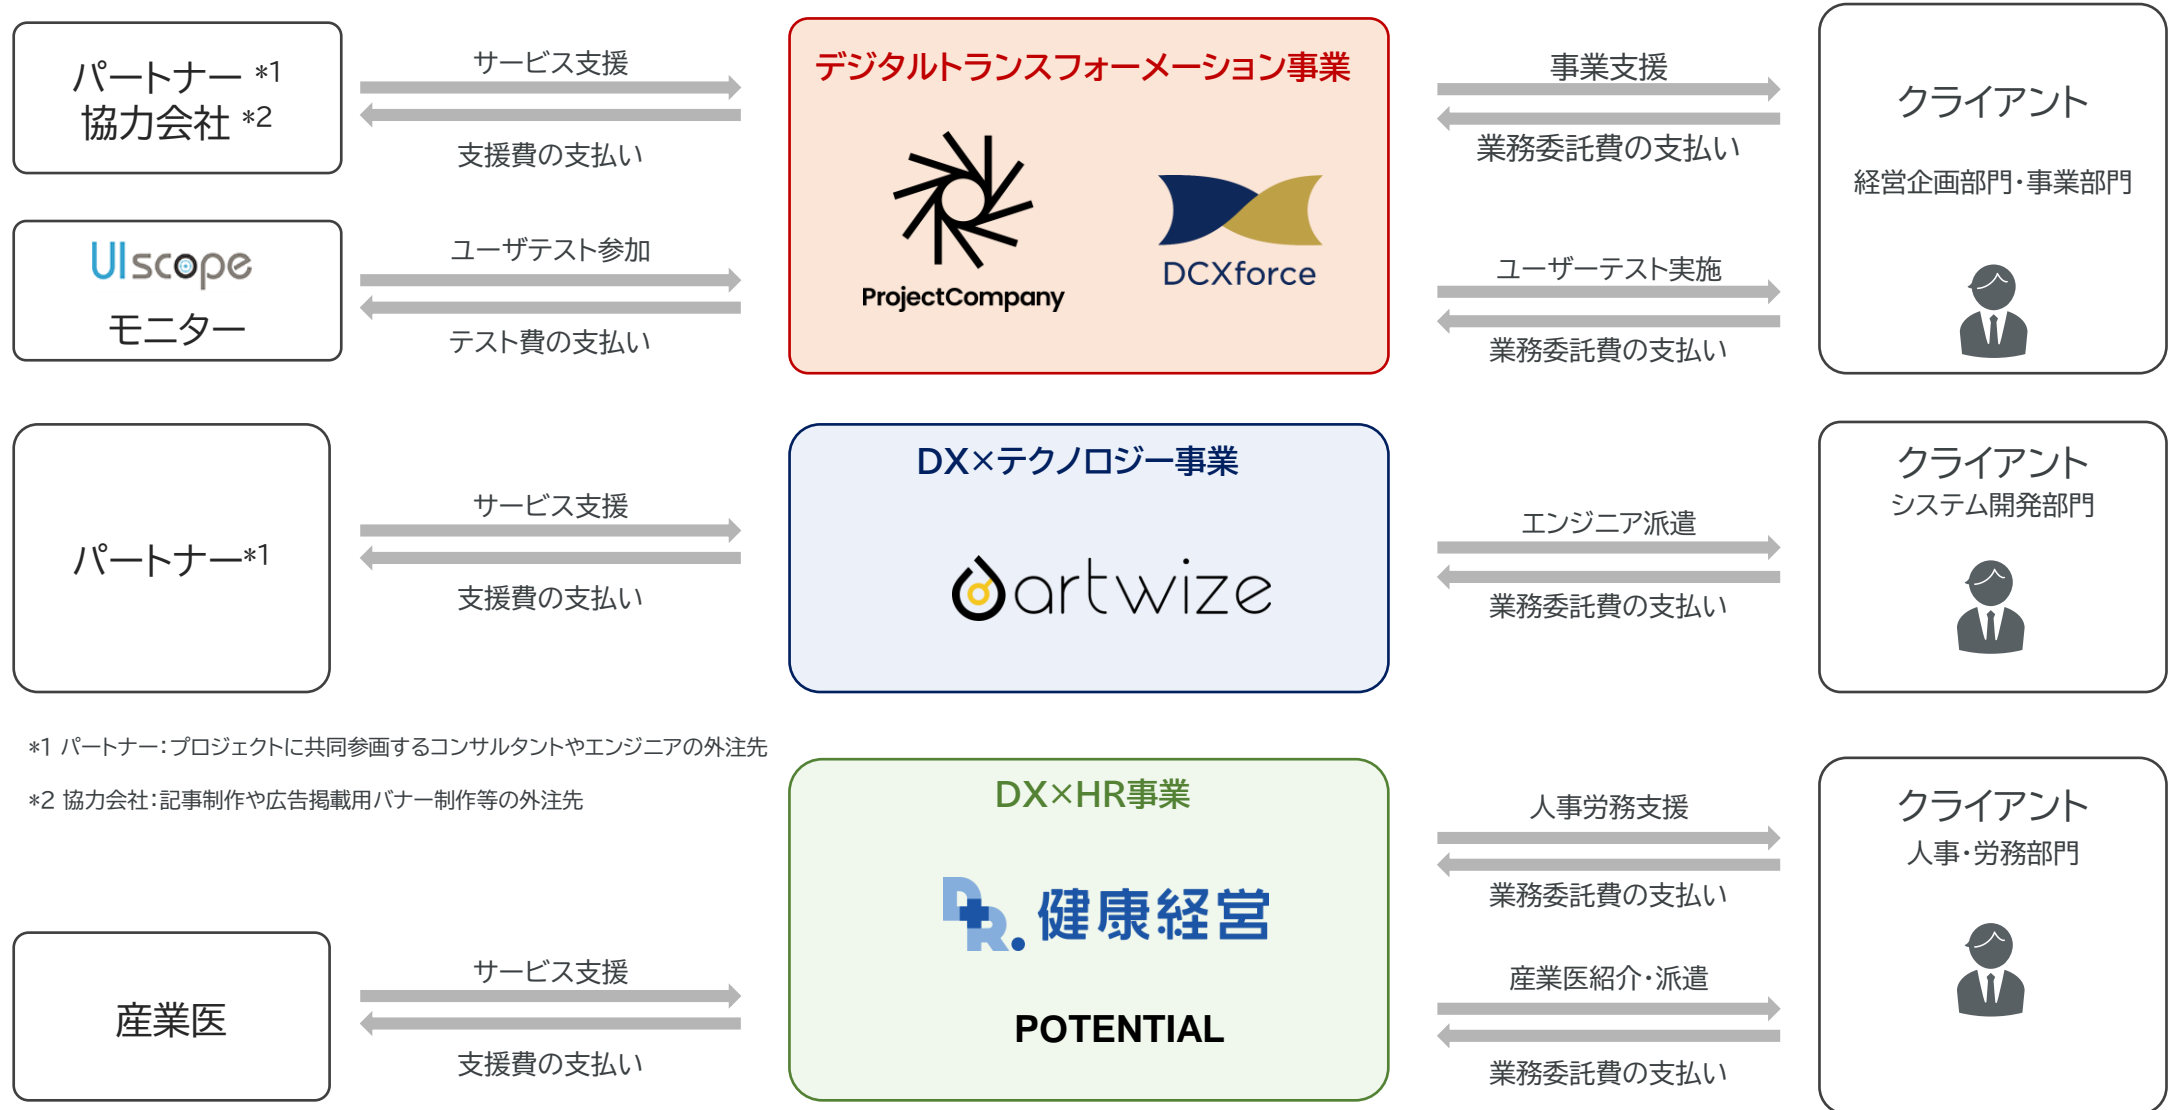 パートナー *1
協力会社 *2
サービス支援
支援費の支払い
デジタルトランスフォーメーション事業
ProjectCompany
DCXforce
事業支援
業務委託費の支払い
クライアント
経営企画部門・事業部門
UIscope
モニター
ユーザテスト参加
テスト費の支払い
ユーザーテスト実施
業務委託費の支払い
パートナー*1
サービス支援
支援費の支払い
DX×テクノロジー事業
artwize
エンジニア派遣
業務委託費の支払い
クライアント
システム開発部門
*1 パートナー：プロジェクトに共同参画するコンサルタントやエンジニアの外注先
*2 協力会社：記事制作や広告掲載用バナー制作等の外注先
産業医
サービス支援
支援費の支払い
DX×HR事業
DR.健康経営
POTENTIAL
人事労務支援
業務委託費の支払い
産業医紹介・派遣
業務委託費の支払い
クライアント
人事・労務部門